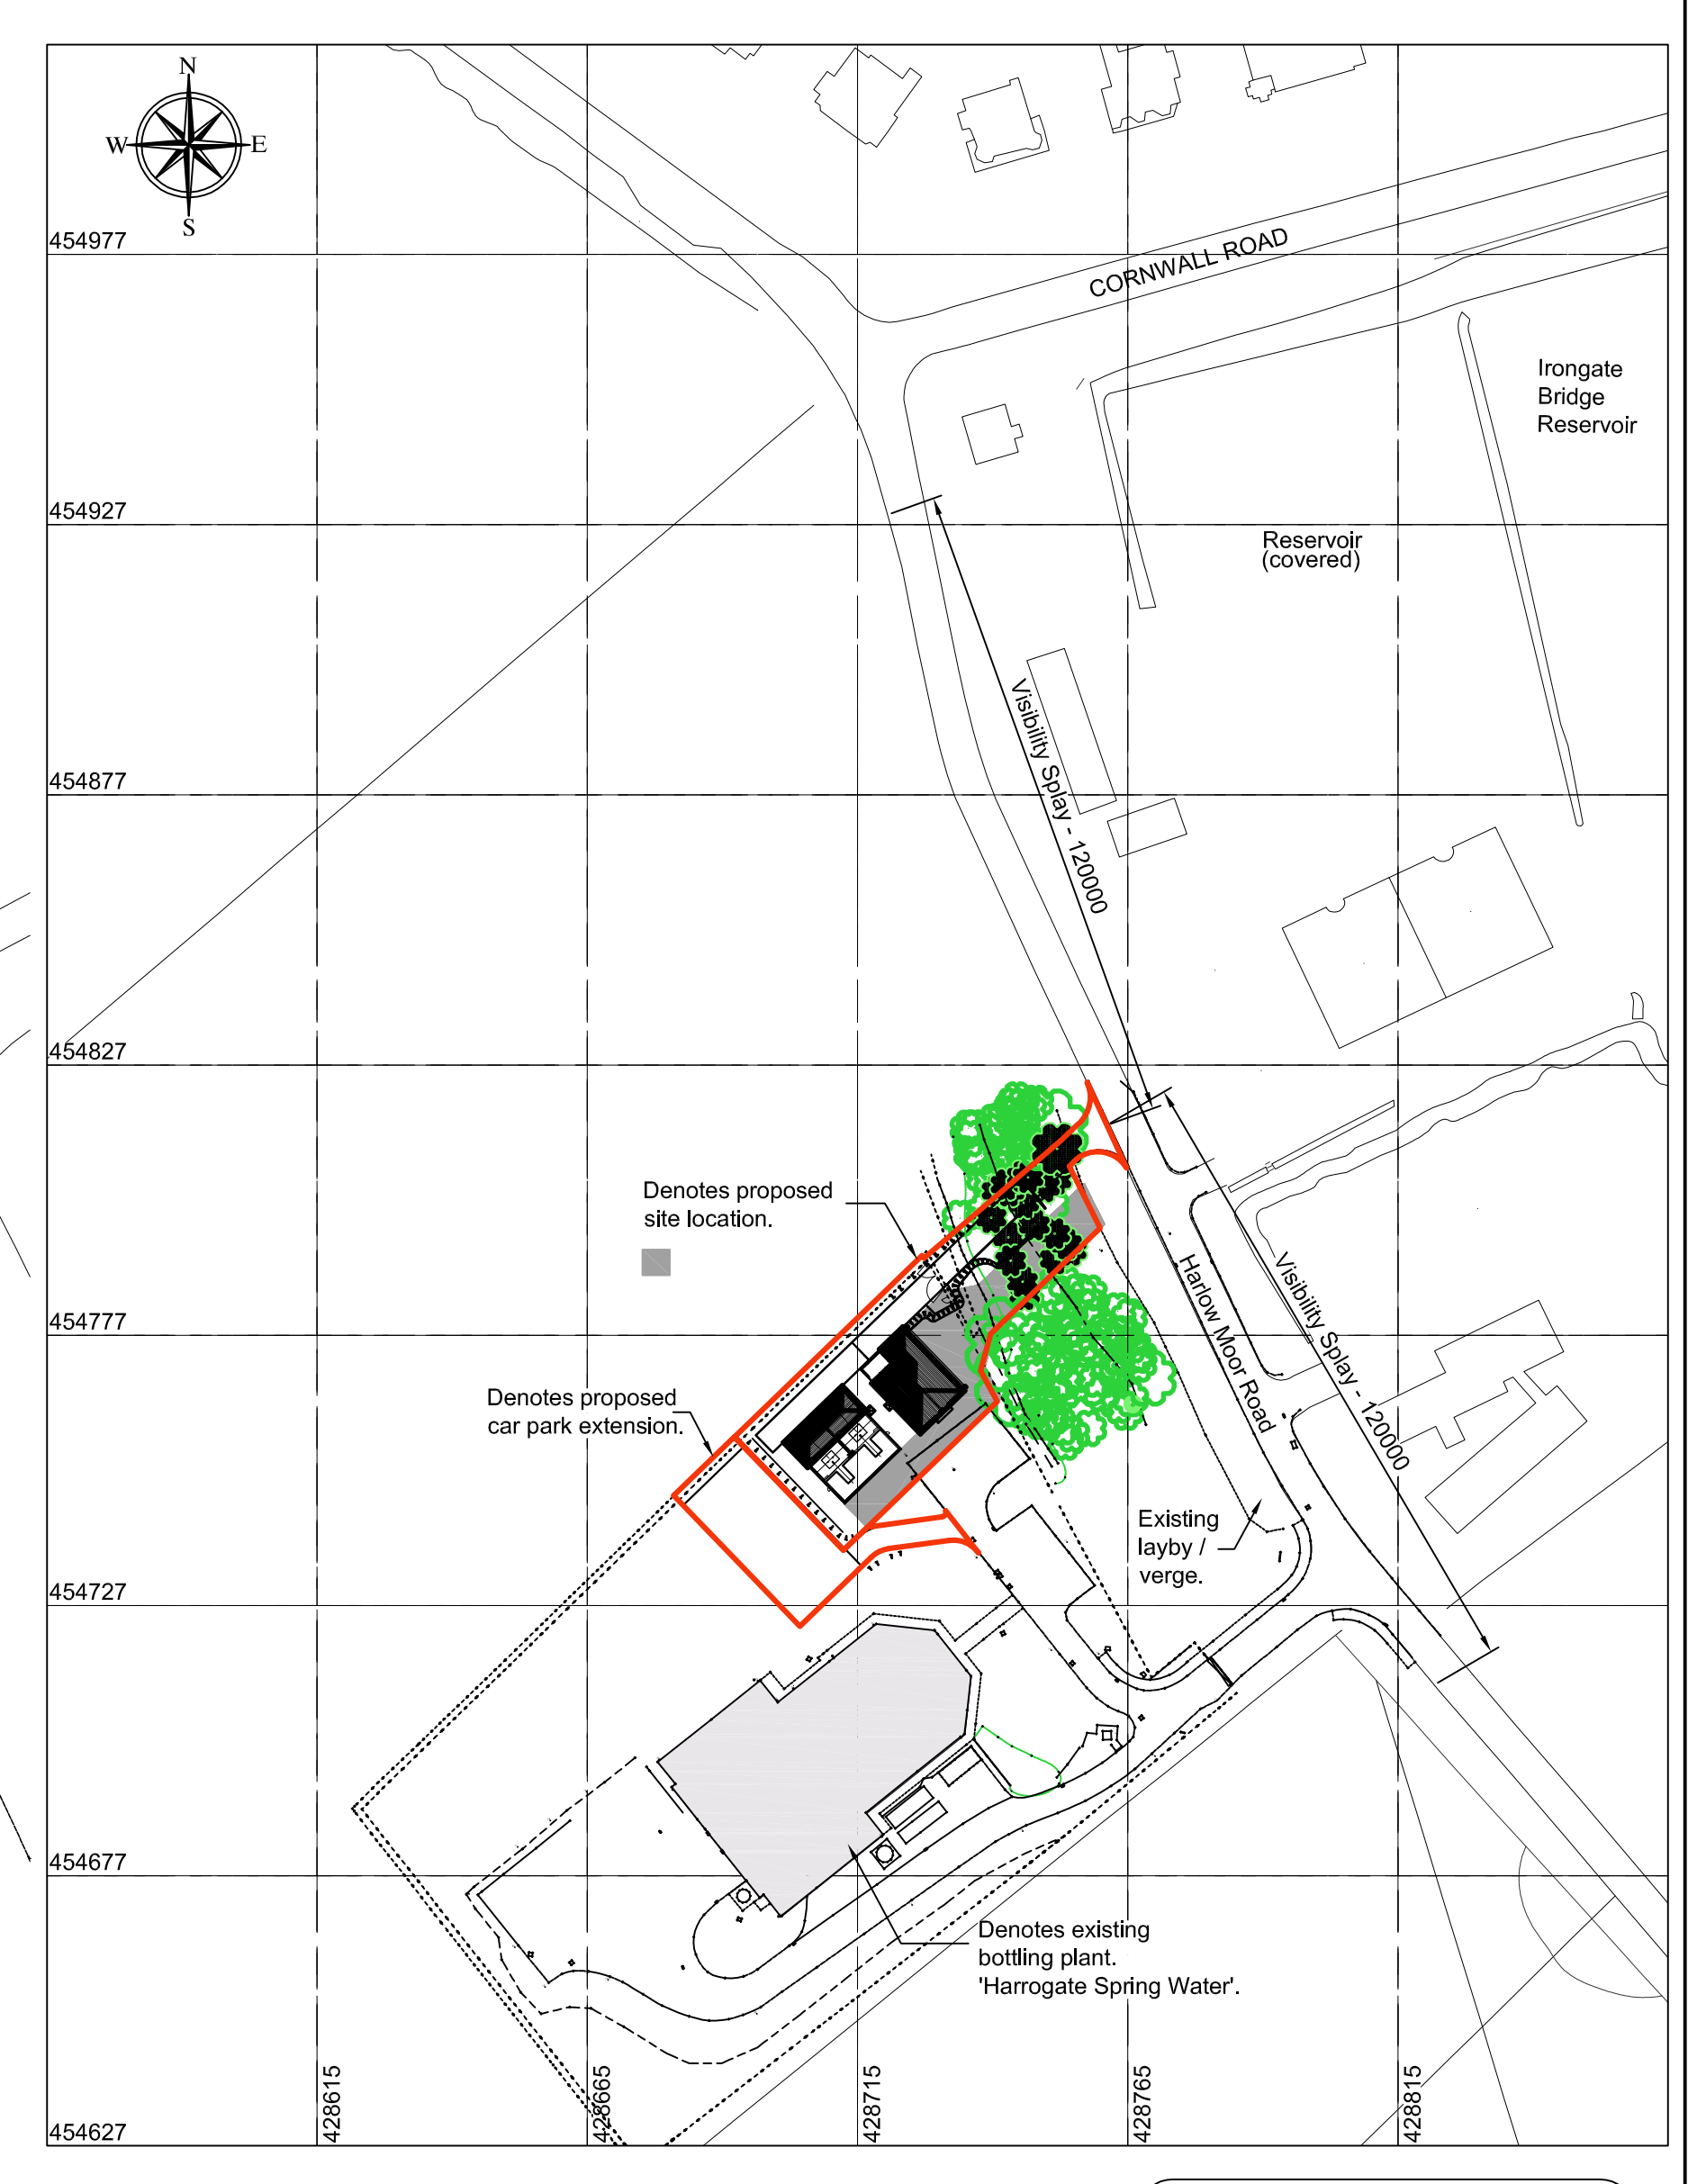 N
W
E
S
454977
CORNWALL ROAD
Irongate
Bridge
Reservoir
454927
Reservoir
(covered)
Visibility Splay - 120000
454877
454827
Denotes proposed
site location.
Harlow Moor Road
Visibility Splay - 120000
454777
Denotes proposed
car park extension.
Existing
layby /
verge.
454727
454677
Denotes existing
bottling plant.
'Harrogate Spring Water'.
428615
428665
428715
428765
428815
454627